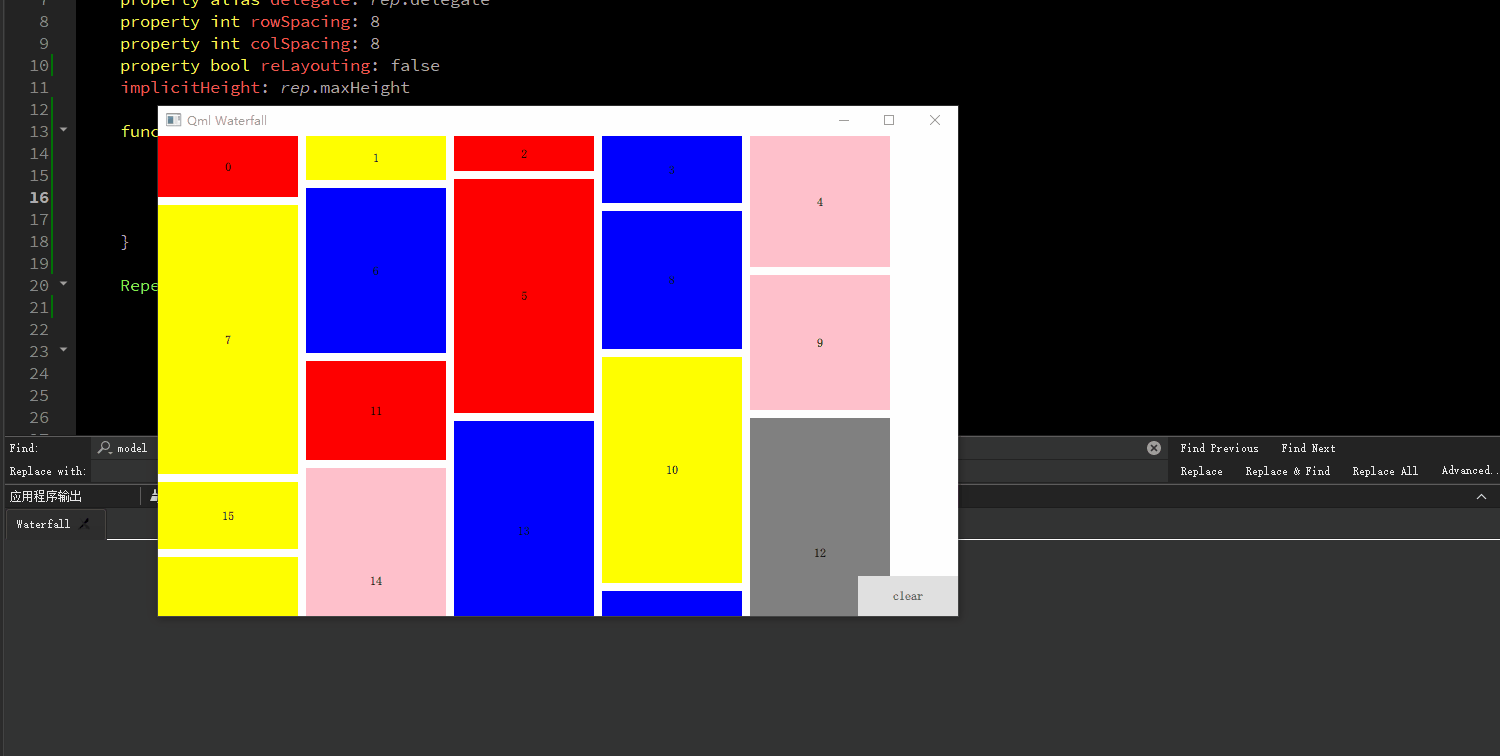 7 property alias delegate: rep.delegate
8 property int rowSpacing: 8
9 property int colSpacing: 8
10 property bool reLayouting: false
11 implicitHeight: rep.maxHeight
12
13 func
14
15
16
17
18 }
19
20 Repe
21
22
23
24
25
26
Qml Waterfall
0
1
2
3
4
5
6
7
8
9
10
11
12
13
14
15
clear
Find: model
Find Previous Find Next
Replace with:
Replace Replace & Find Replace All Advanced..
应用程序输出
Waterfall